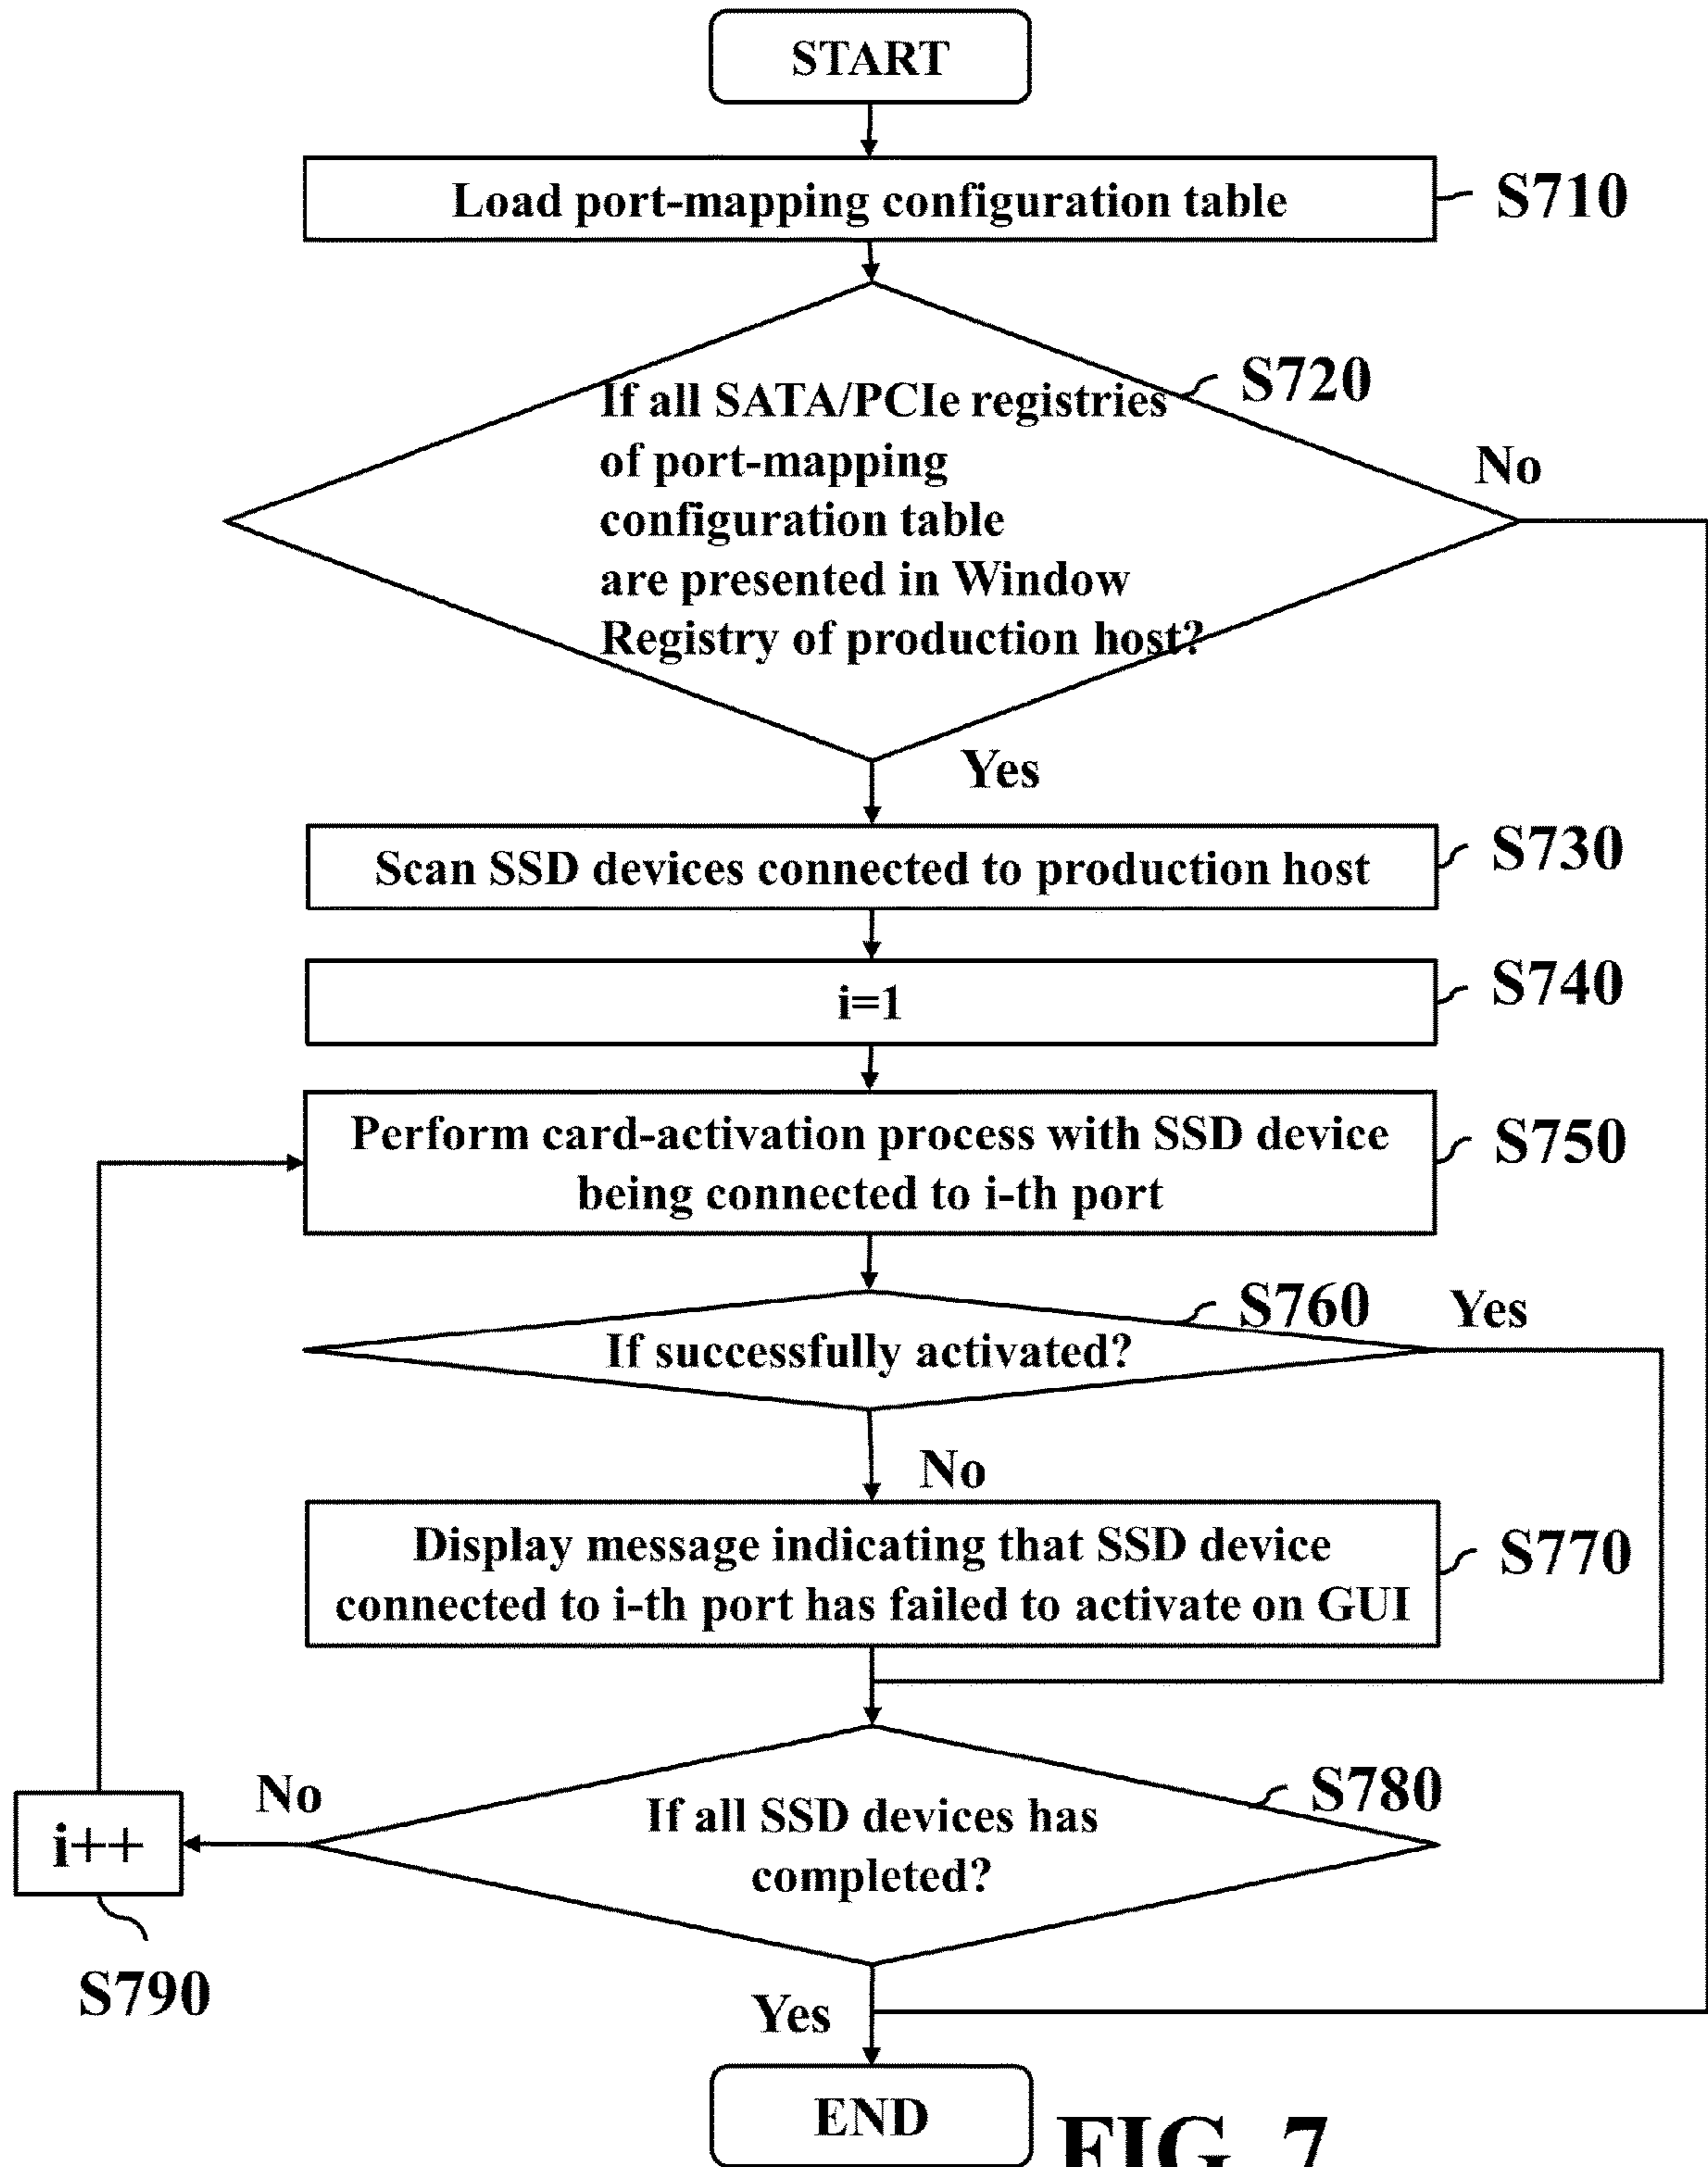 START
Load port-mapping configuration table
S710
S720
If all SATA/PCIe registries
of port-mapping
configuration table
are presented in Window
Registry of production host?
No
Yes
Scan SSD devices connected to production host
S730
i=1
S740
Perform card-activation process with SSD device
being connected to i-th port
S750
S760
Yes
If successfully activated?
No
Display message indicating that SSD device
connected to i-th port has failed to activate on GUI
S770
S780
No
If all SSD devices has
completed?
i++
S790
Yes
END
FIG. 7